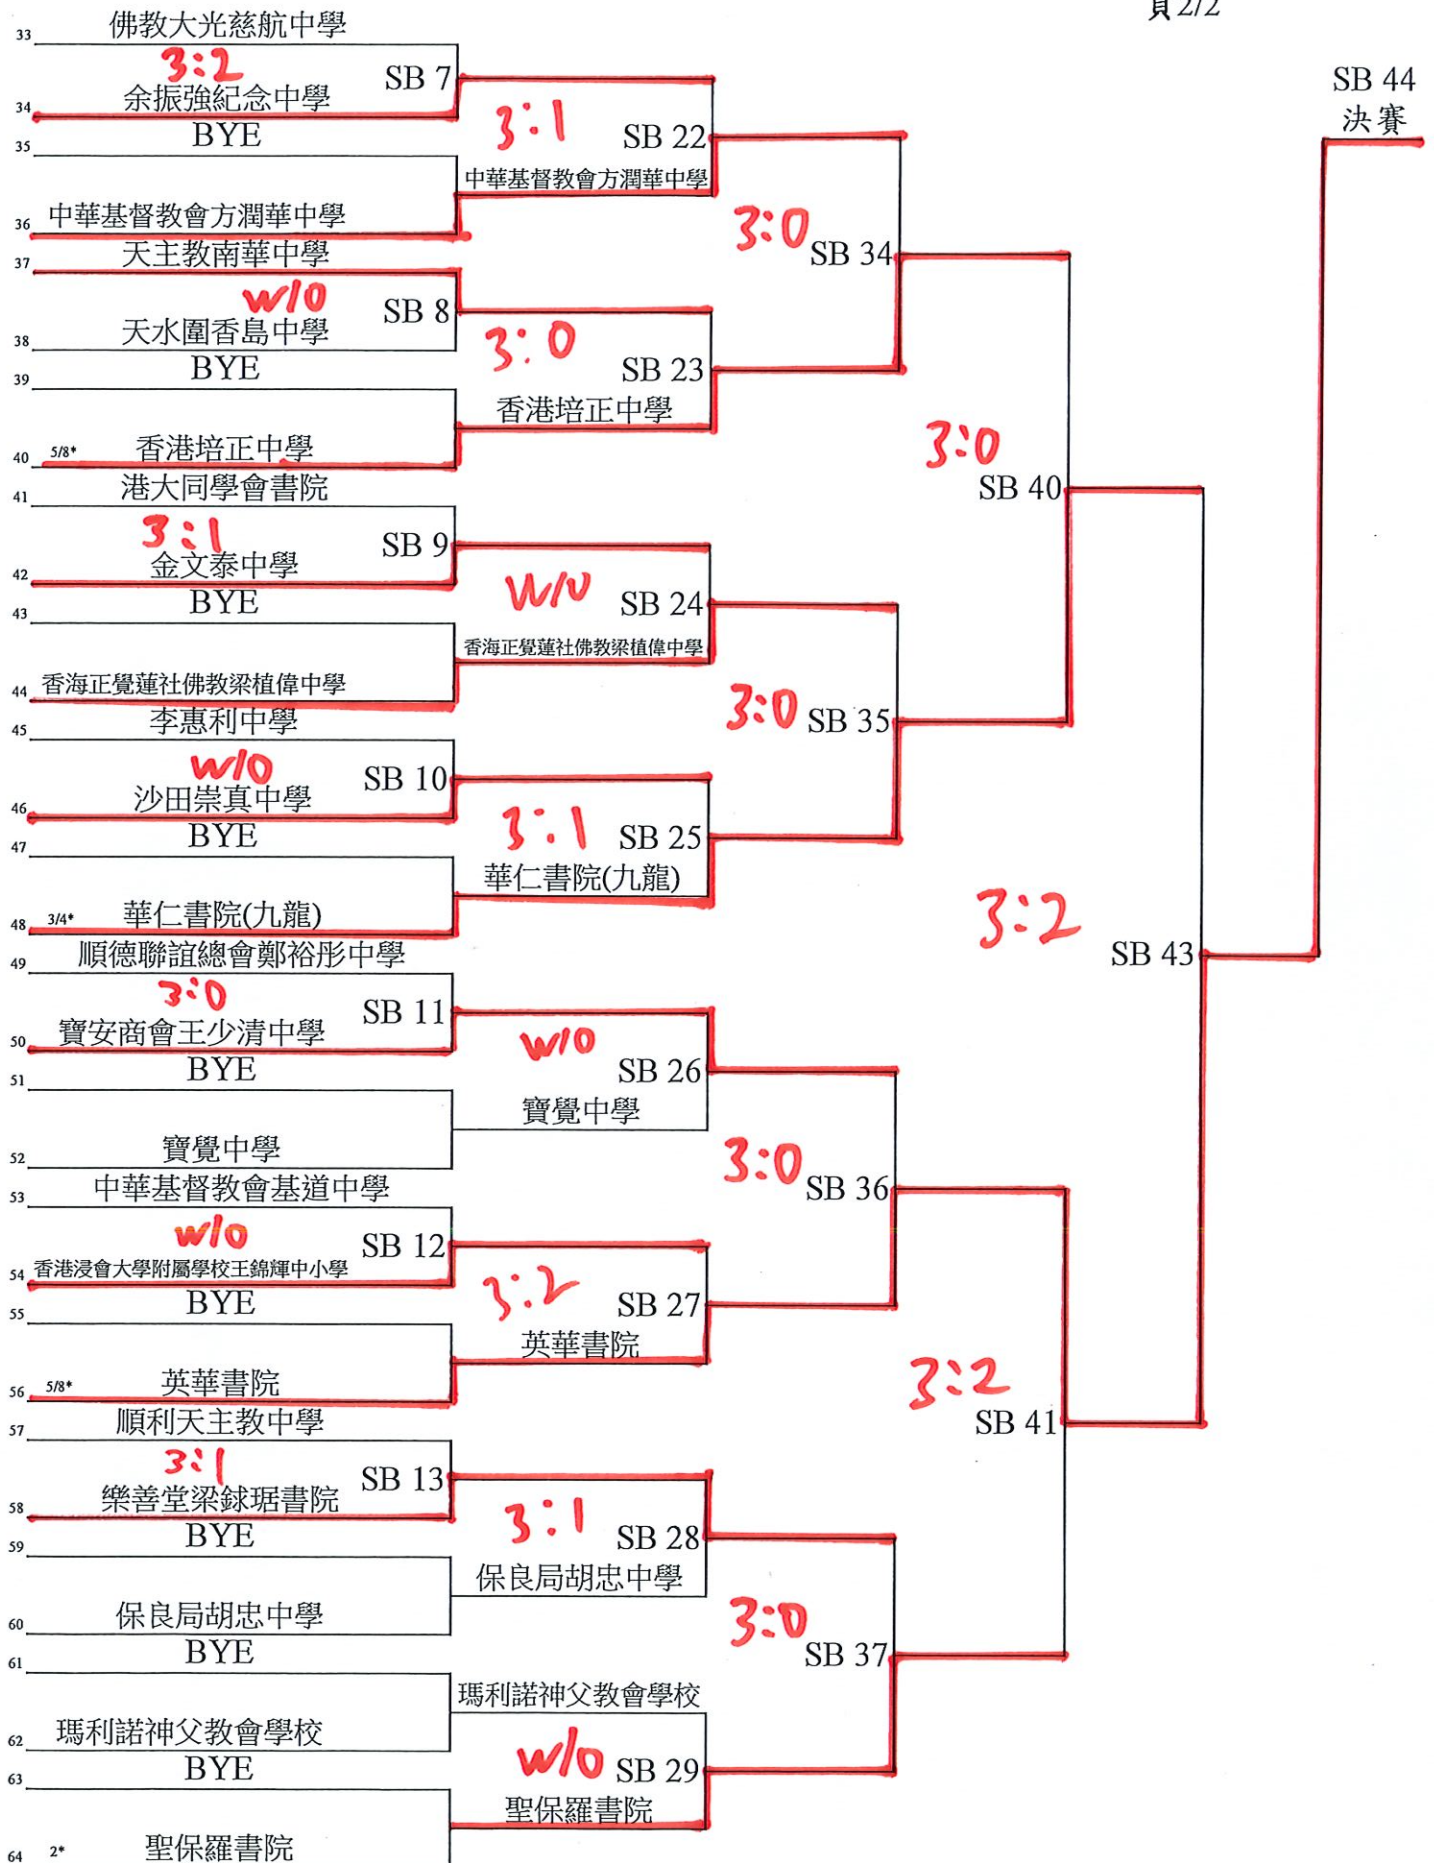 頁2/2
33 佛教大光慈航中學
3:2
SB 7
34 余振強紀念中學
3:1
SB 22
35 BYE
中華基督教會方潤華中學
36 中華基督教會方潤華中學
3:0
SB 34
37 天主教南華中學
w/o
SB 8
38 天水圍香島中學
3:0
SB 23
39 BYE
香港培正中學
40 5/8* 香港培正中學
3:0
SB 40
41 港大同學會書院
3:1
SB 9
42 金文泰中學
W/O
SB 24
43 BYE
香海正覺蓮社佛教梁植偉中學
44 香海正覺蓮社佛教梁植偉中學
3:0
SB 35
45 李惠利中學
w/o
SB 10
46 沙田崇真中學
3:1
SB 25
47 BYE
華仁書院(九龍)
48 3/4* 華仁書院(九龍)
3:2
SB 43
SB 44
決賽
49 順德聯誼總會鄭裕彤中學
3:0
SB 11
50 寶安商會王少清中學
w/o
SB 26
51 BYE
寶覺中學
52 寶覺中學
3:0
SB 36
53 中華基督教會基道中學
w/o
SB 12
54 香港浸會大學附屬學校王錦輝中小學
3:2
SB 27
55 BYE
英華書院
56 5/8* 英華書院
3:2
SB 41
57 順利天主教中學
3:1
SB 13
58 樂善堂梁銶琚書院
3:1
SB 28
59 BYE
保良局胡忠中學
60 保良局胡忠中學
3:0
SB 37
61 BYE
瑪利諾神父教會學校
62 瑪利諾神父教會學校
w/o
SB 29
63 BYE
聖保羅書院
64 2* 聖保羅書院